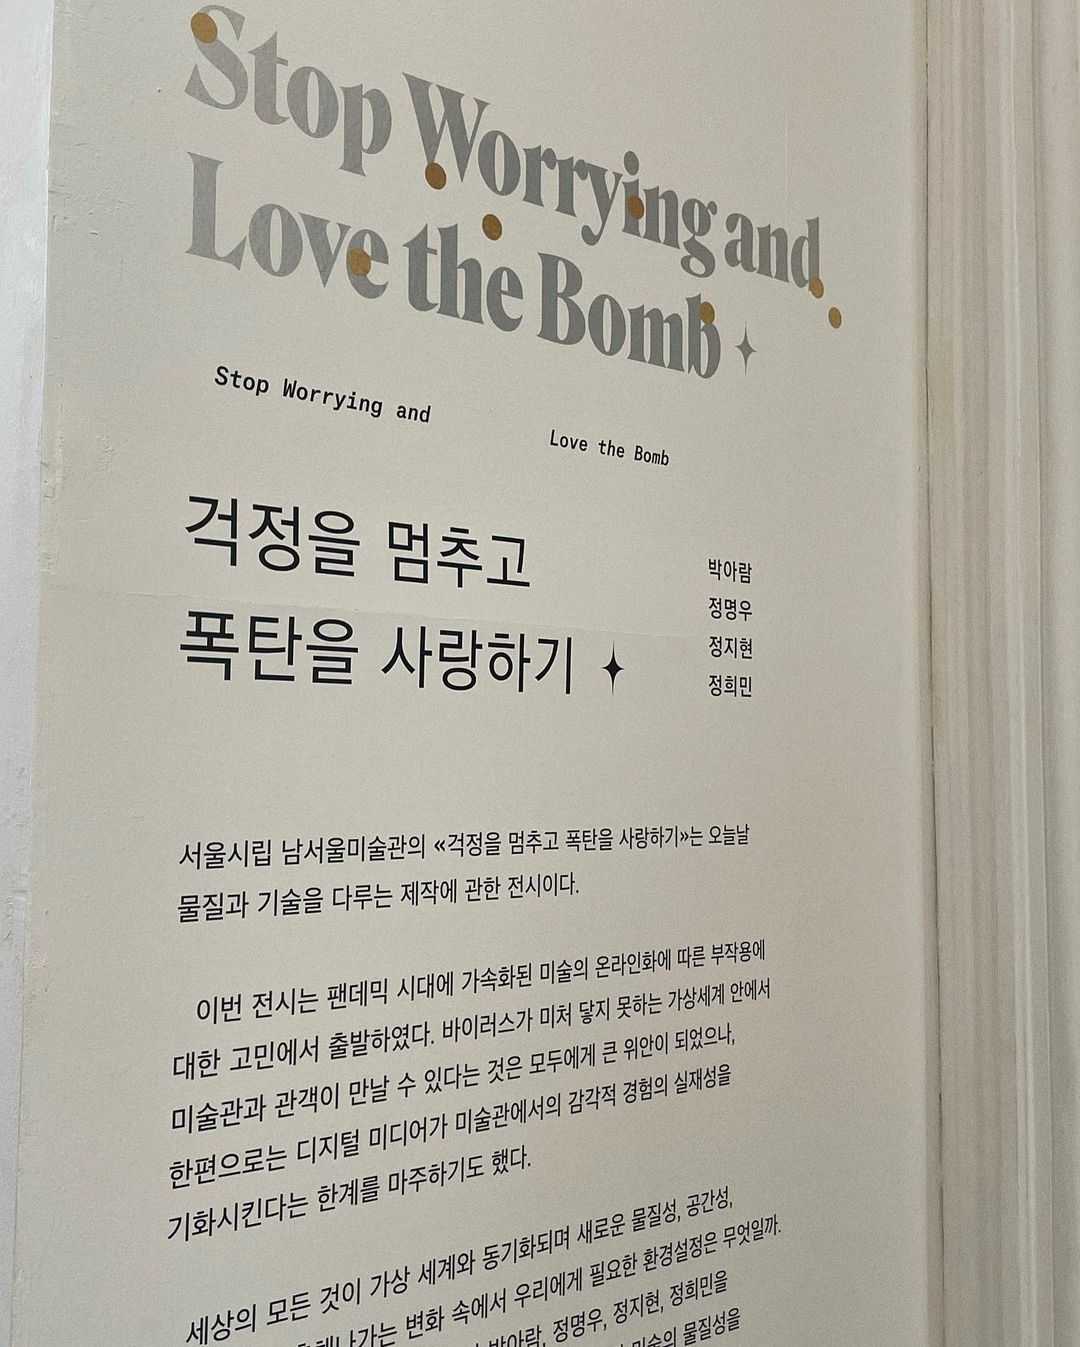 Stop Worrying and
Love the Bomb
Stop Worrying and
Love the Bomb
걱정을 멈추고
폭탄을 사랑하기
박아람
정명우
정지현
정희민
서울시립 남서울미술관의 «걱정을 멈추고 폭탄을 사랑하기»는 오늘날
물질과 기술을 다루는 제작에 관한 전시이다.
이번 전시는 팬데믹 시대에 가속화된 미술의 온라인화에 따른 부작용에
대한 고민에서 출발하였다. 바이러스가 미처 닿지 못하는 가상세계 안에서
미술관과 관객이 만날 수 있다는 것은 모두에게 큰 위안이 되었으나,
한편으로는 디지털 미디어가 미술관에서의 감각적 경험의 실재성을
기화시킨다는 한계를 마주하기도 했다.
세상의 모든 것이 가상 세계와 동기화되며 새로운 물질성, 공간성,
변화 속에서 우리에게 필요한 환경설정은 무엇일까.
박아람, 정명우, 정지현, 정희민을
미술의 물질성을